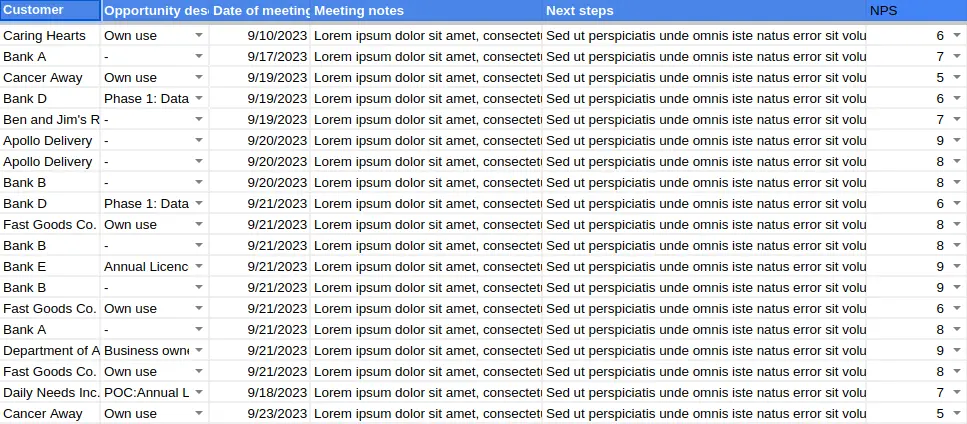 Customer Opportunity des Date of meeting Meeting notes Next steps NPS
Caring Hearts Own use 9/10/2023 Lorem ipsum dolor sit amet, consectetu Sed ut perspiciatis unde omnis iste natus error sit volu 6
Bank A - 9/17/2023 Lorem ipsum dolor sit amet, consectetu Sed ut perspiciatis unde omnis iste natus error sit volu 7
Cancer Away Own use 9/19/2023 Lorem ipsum dolor sit amet, consectetu Sed ut perspiciatis unde omnis iste natus error sit volu 5
Bank D Phase 1: Data 9/19/2023 Lorem ipsum dolor sit amet, consectetu Sed ut perspiciatis unde omnis iste natus error sit volu 6
Ben and Jim's R - 9/19/2023 Lorem ipsum dolor sit amet, consectetu Sed ut perspiciatis unde omnis iste natus error sit volu 7
Apollo Delivery - 9/20/2023 Lorem ipsum dolor sit amet, consectetu Sed ut perspiciatis unde omnis iste natus error sit volu 9
Apollo Delivery - 9/20/2023 Lorem ipsum dolor sit amet, consectetu Sed ut perspiciatis unde omnis iste natus error sit volu 8
Bank B - 9/20/2023 Lorem ipsum dolor sit amet, consectetu Sed ut perspiciatis unde omnis iste natus error sit volu 8
Bank D Phase 1: Data 9/21/2023 Lorem ipsum dolor sit amet, consectetu Sed ut perspiciatis unde omnis iste natus error sit volu 6
Fast Goods Co. Own use 9/21/2023 Lorem ipsum dolor sit amet, consectetu Sed ut perspiciatis unde omnis iste natus error sit volu 8
Bank B - 9/21/2023 Lorem ipsum dolor sit amet, consectetu Sed ut perspiciatis unde omnis iste natus error sit volu 8
Bank E Annual Licenc 9/21/2023 Lorem ipsum dolor sit amet, consectetu Sed ut perspiciatis unde omnis iste natus error sit volu 9
Bank B - 9/21/2023 Lorem ipsum dolor sit amet, consectetu Sed ut perspiciatis unde omnis iste natus error sit volu 9
Fast Goods Co. Own use 9/21/2023 Lorem ipsum dolor sit amet, consectetu Sed ut perspiciatis unde omnis iste natus error sit volu 6
Bank A - 9/21/2023 Lorem ipsum dolor sit amet, consectetu Sed ut perspiciatis unde omnis iste natus error sit volu 8
Department of A Business owne 9/21/2023 Lorem ipsum dolor sit amet, consectetu Sed ut perspiciatis unde omnis iste natus error sit volu 9
Fast Goods Co. Own use 9/21/2023 Lorem ipsum dolor sit amet, consectetu Sed ut perspiciatis unde omnis iste natus error sit volu 8
Daily Needs Inc. POC:Annual L 9/18/2023 Lorem ipsum dolor sit amet, consectetu Sed ut perspiciatis unde omnis iste natus error sit volu 7
Cancer Away Own use 9/23/2023 Lorem ipsum dolor sit amet, consectetu Sed ut perspiciatis unde omnis iste natus error sit volu 5